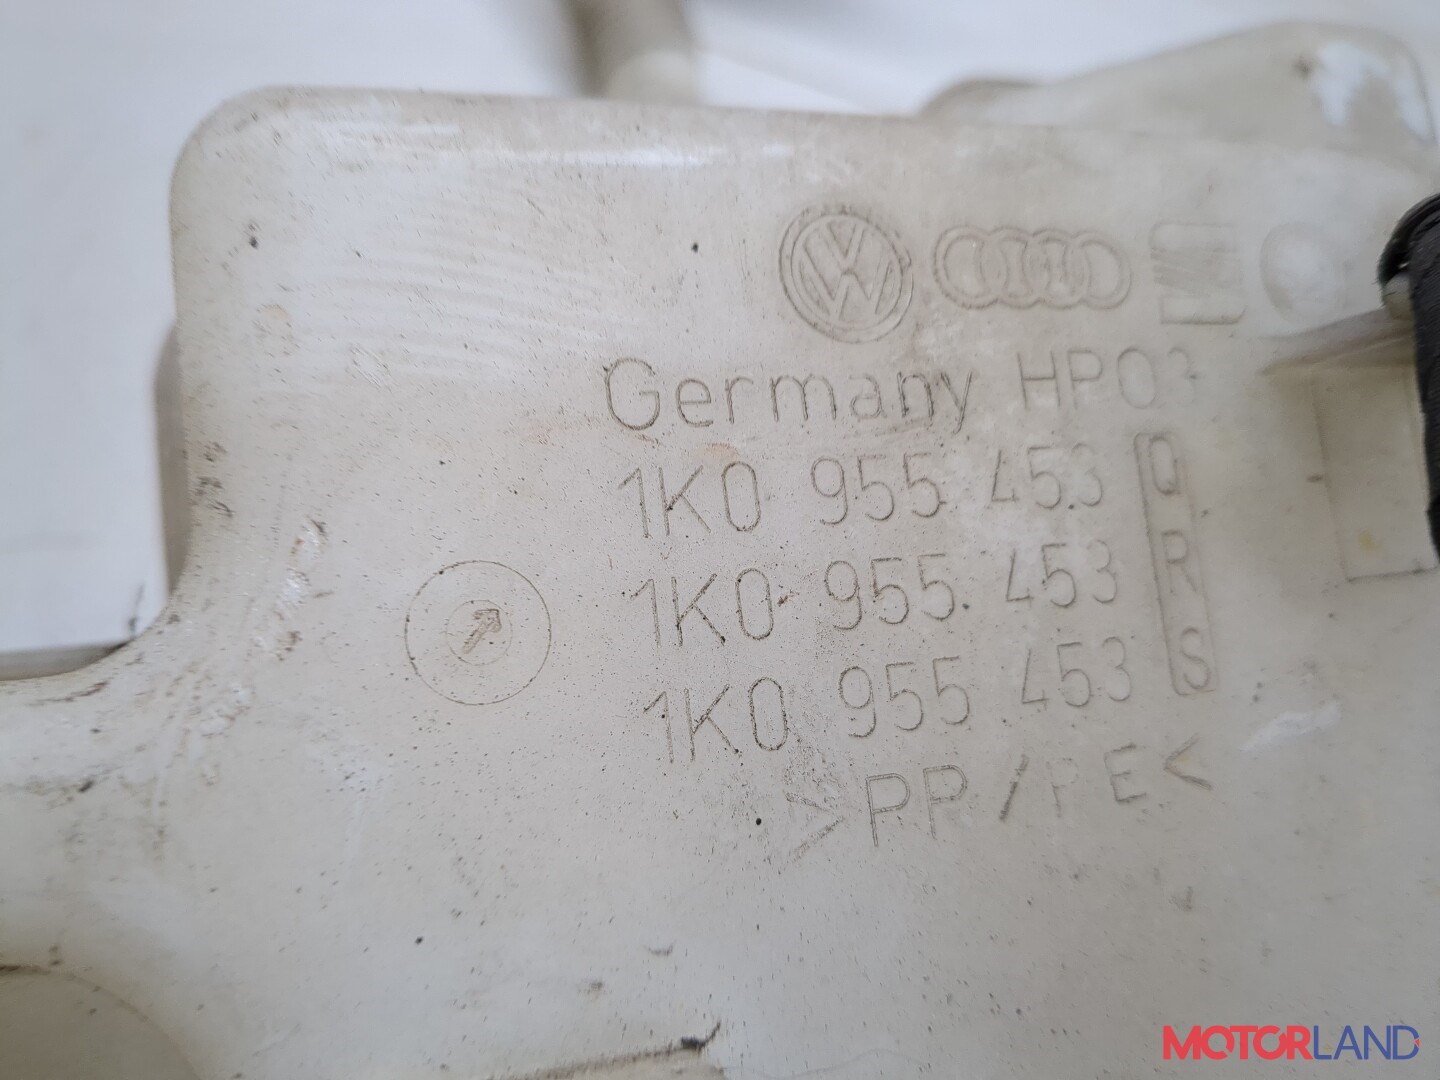 Germany HP03
1K0 955 453 Q
1K0 955 453 R
1K0 955 453 S
>PP/PE<
MOTORLAND